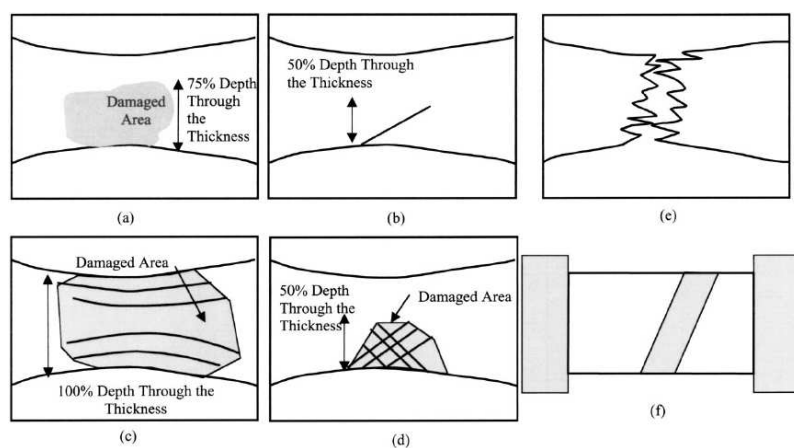 75% Depth
Through
the
Thickness
Damaged
Area
(a)
50% Depth Through
the Thickness
(b)
(e)
Damaged Area
100% Depth Through the
Thickness
(c)
50% Depth
Through the
Thickness
Damaged Area
(d)
(f)